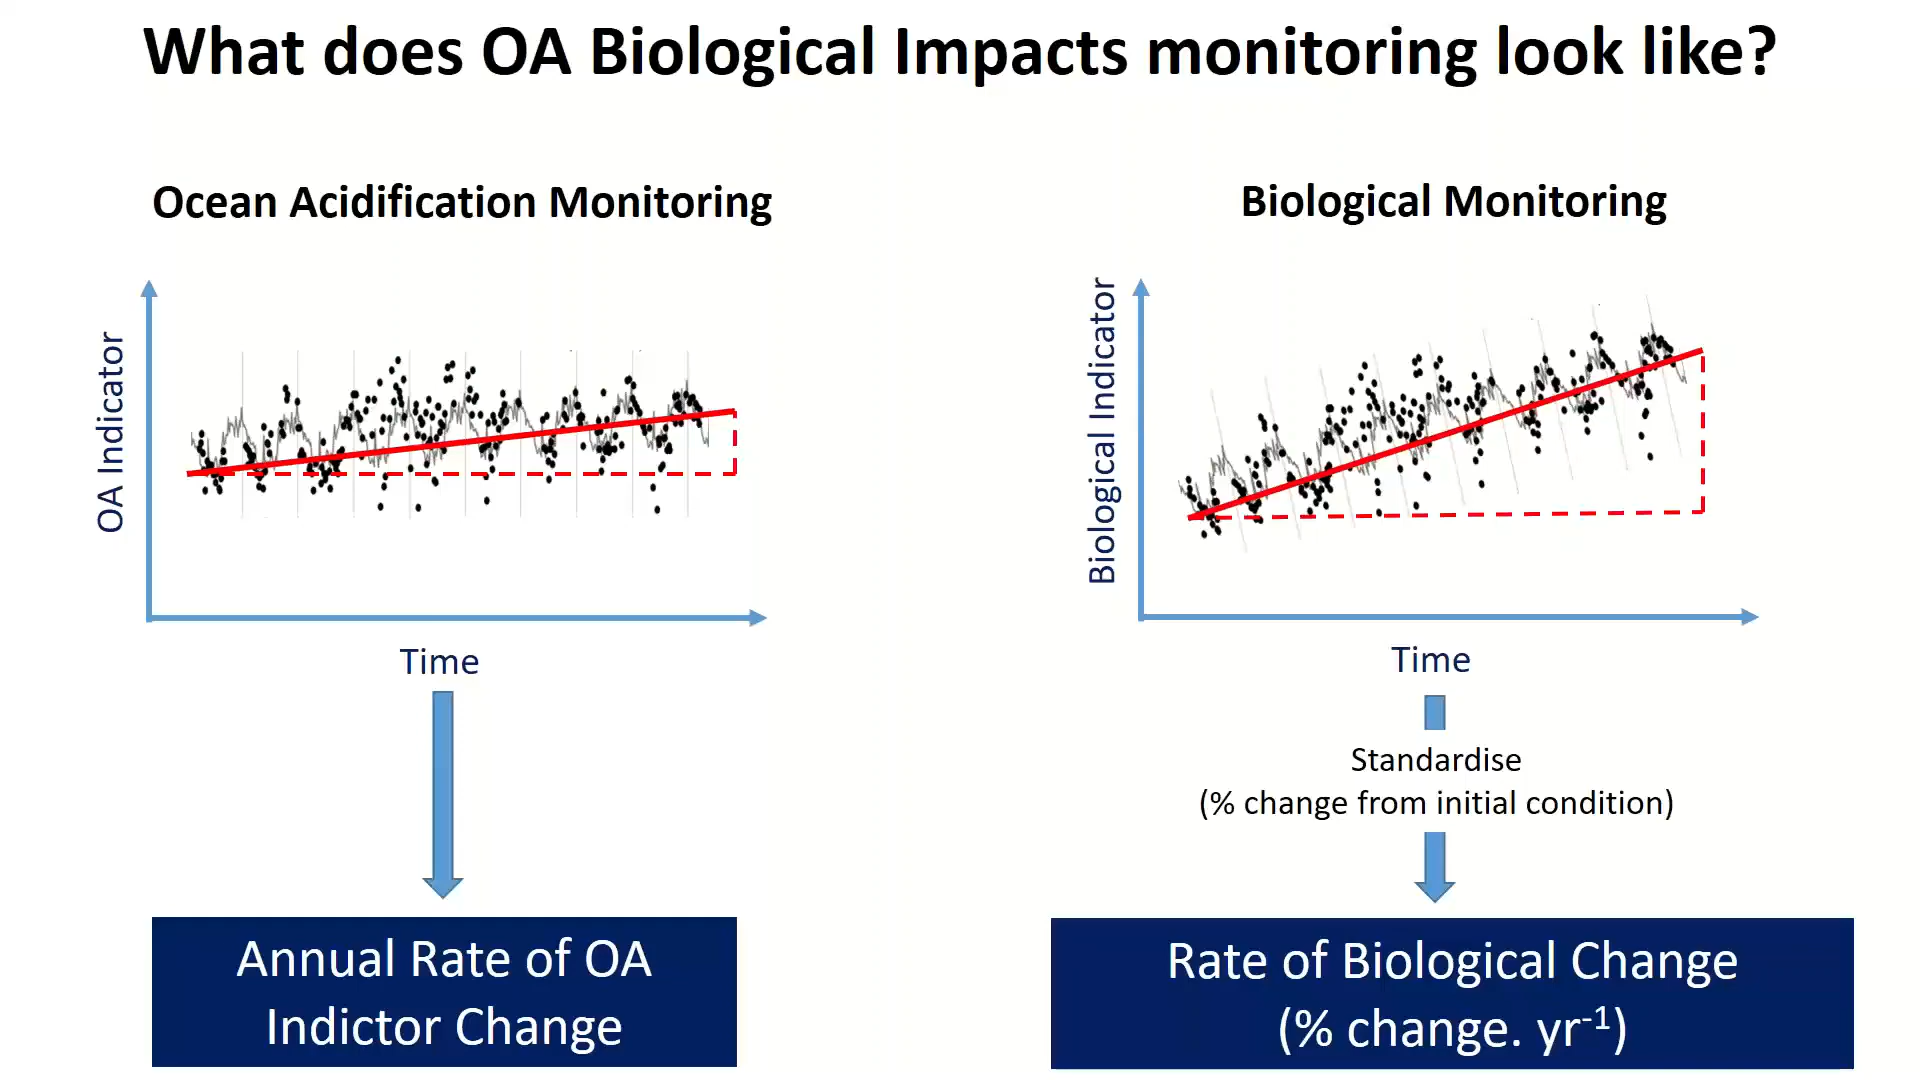 What does OA Biological Impacts monitoring look like?
Ocean Acidification Monitoring
OA Indicator
Time
Annual Rate of OA
Indictor Change
Biological Monitoring
Biological Indicator
Time
Standardise
(% change from initial condition)
Rate of Biological Change
(% change. yr⁻¹)